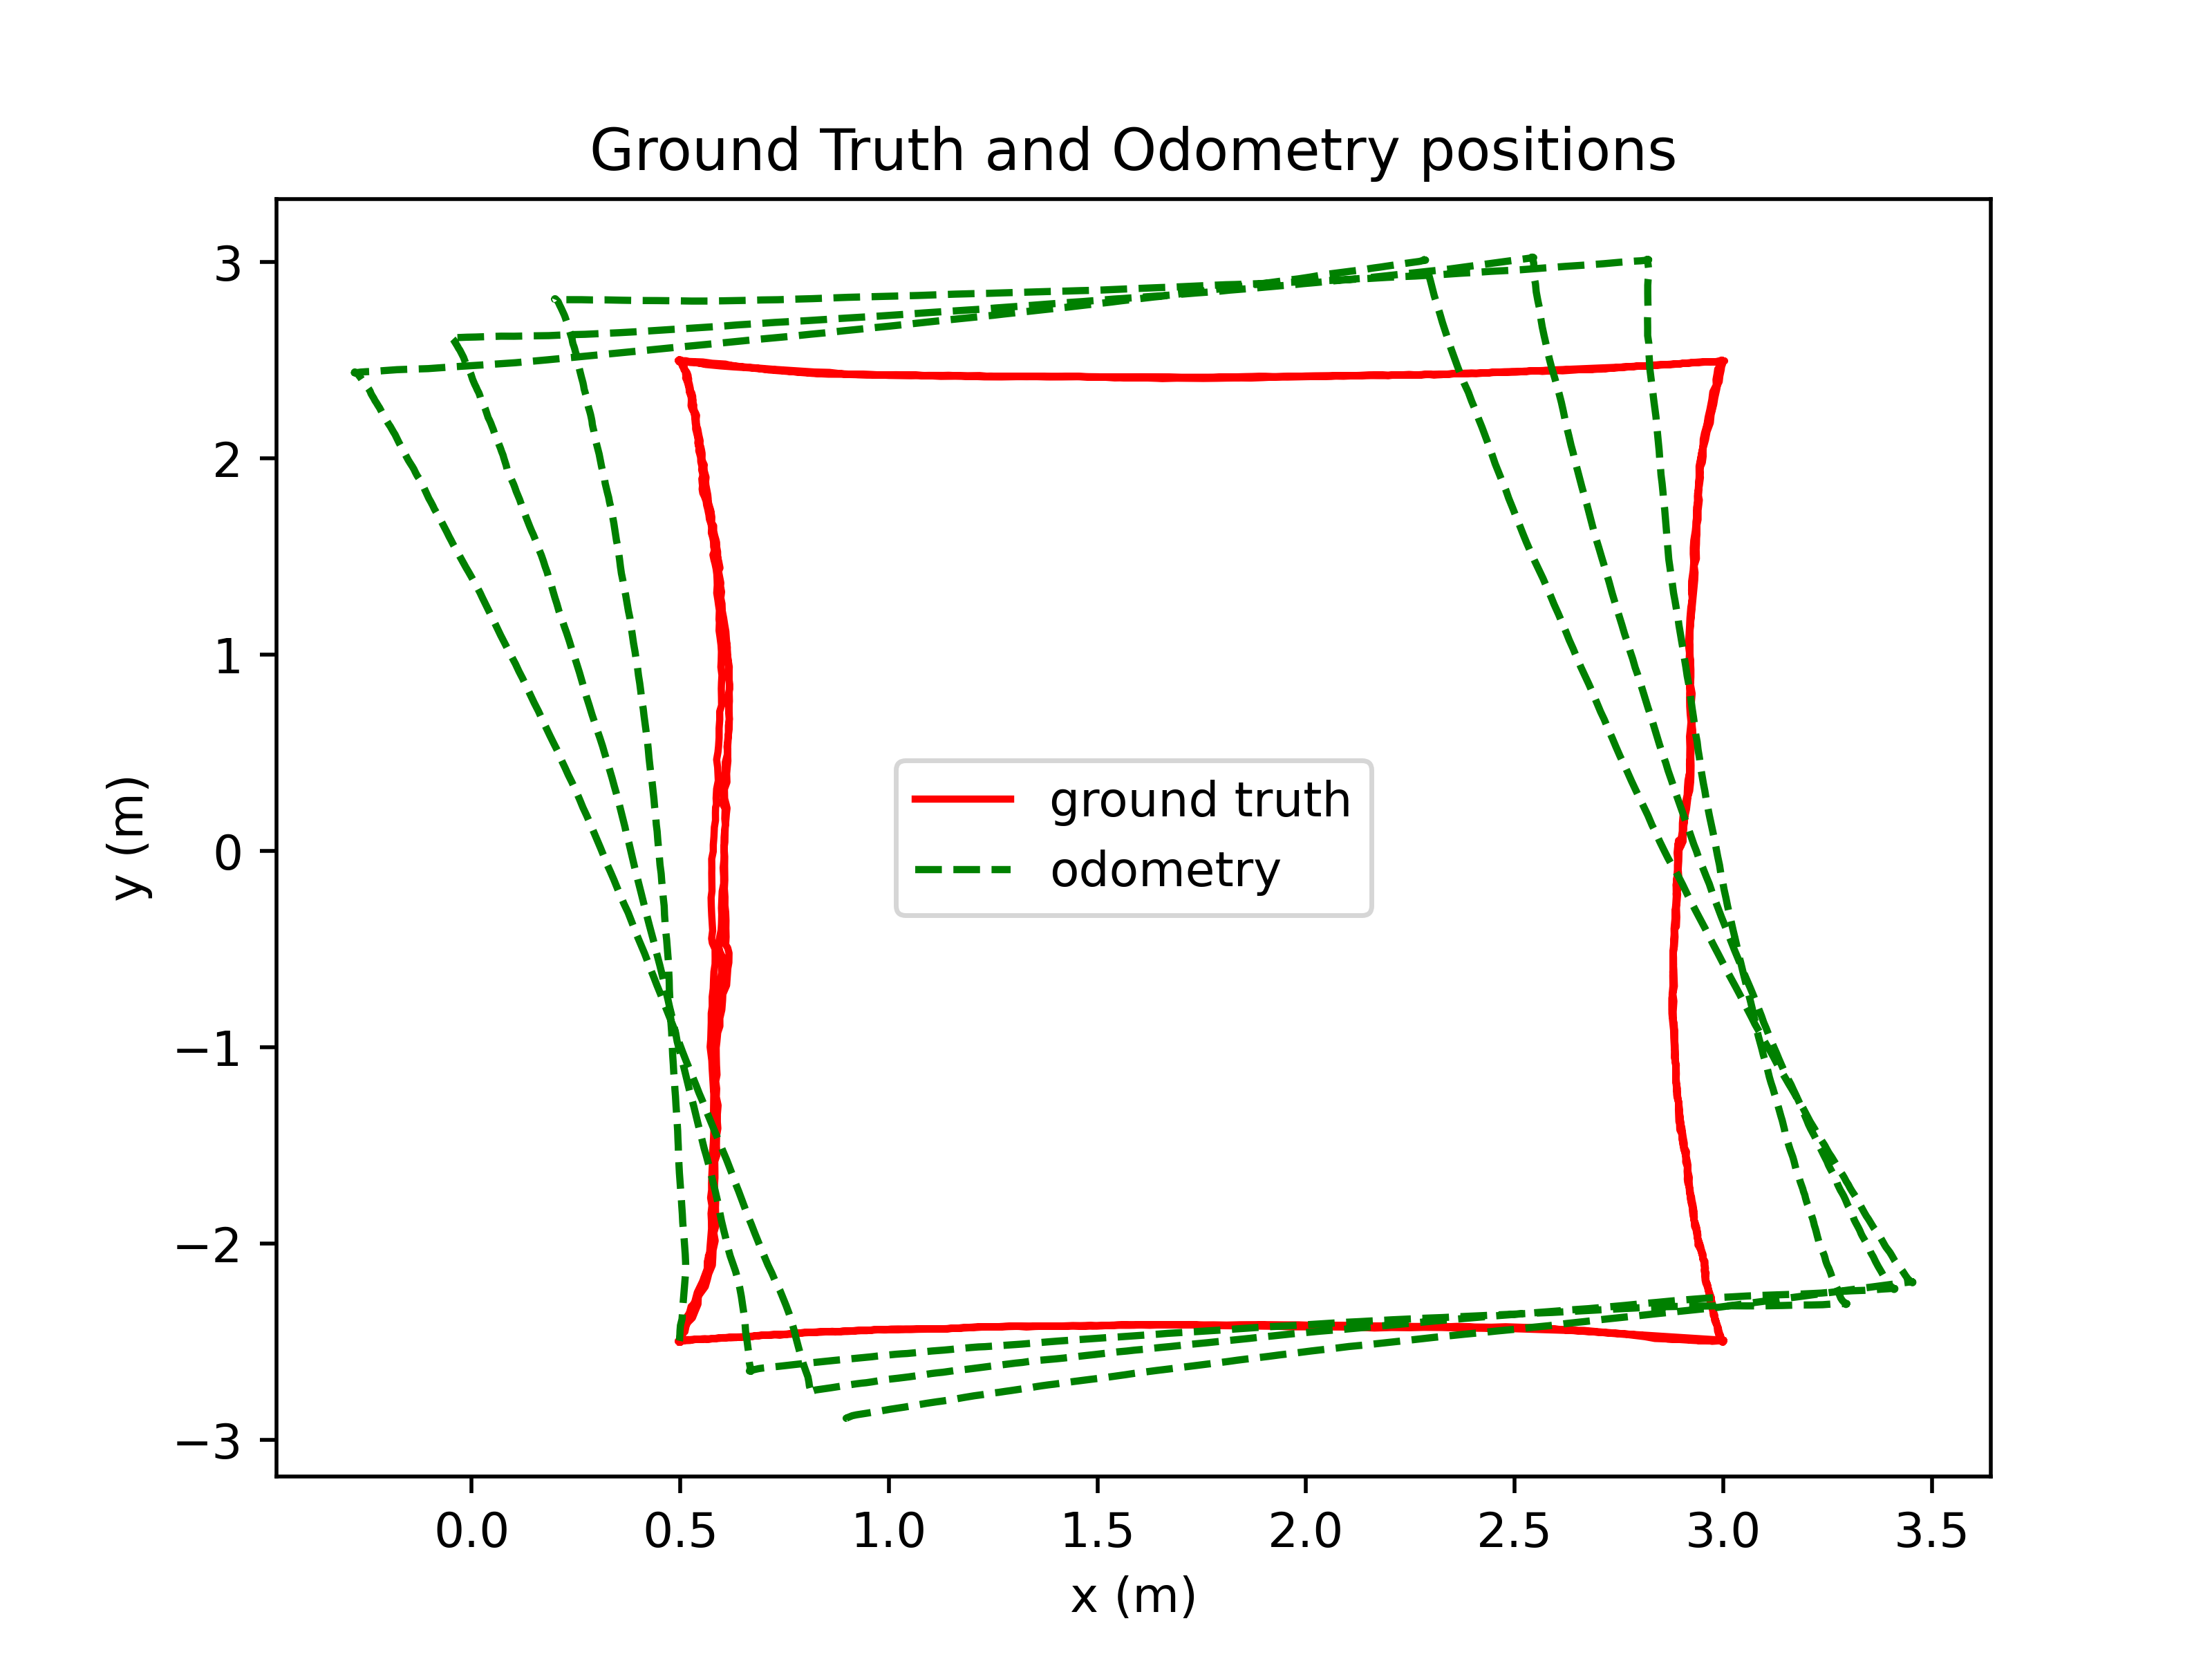 Ground Truth and Odometry positions
3
2
1
0
−1
−2
−3
y (m)
ground truth
odometry
0.0 0.5 1.0 1.5 2.0 2.5 3.0 3.5
x (m)